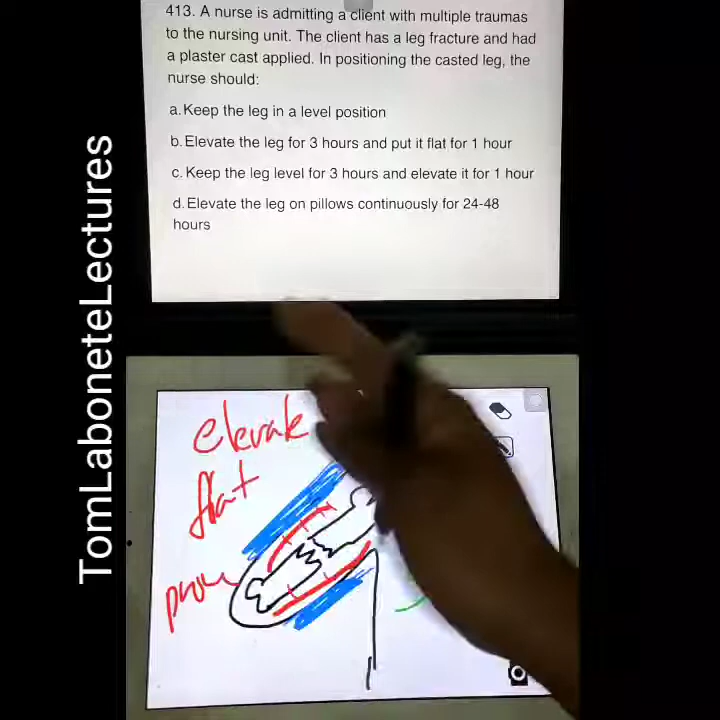 413. A nurse is admitting a client with multiple traumas
to the nursing unit. The client has a leg fracture and had
a plaster cast applied. In positioning the casted leg, the
nurse should:
a. Keep the leg in a level position
b. Elevate the leg for 3 hours and put it flat for 1 hour
c. Keep the leg level for 3 hours and elevate it for 1 hour
d. Elevate the leg on pillows continuously for 24-48
hours
TomLaboneteLectures
elevate
flat